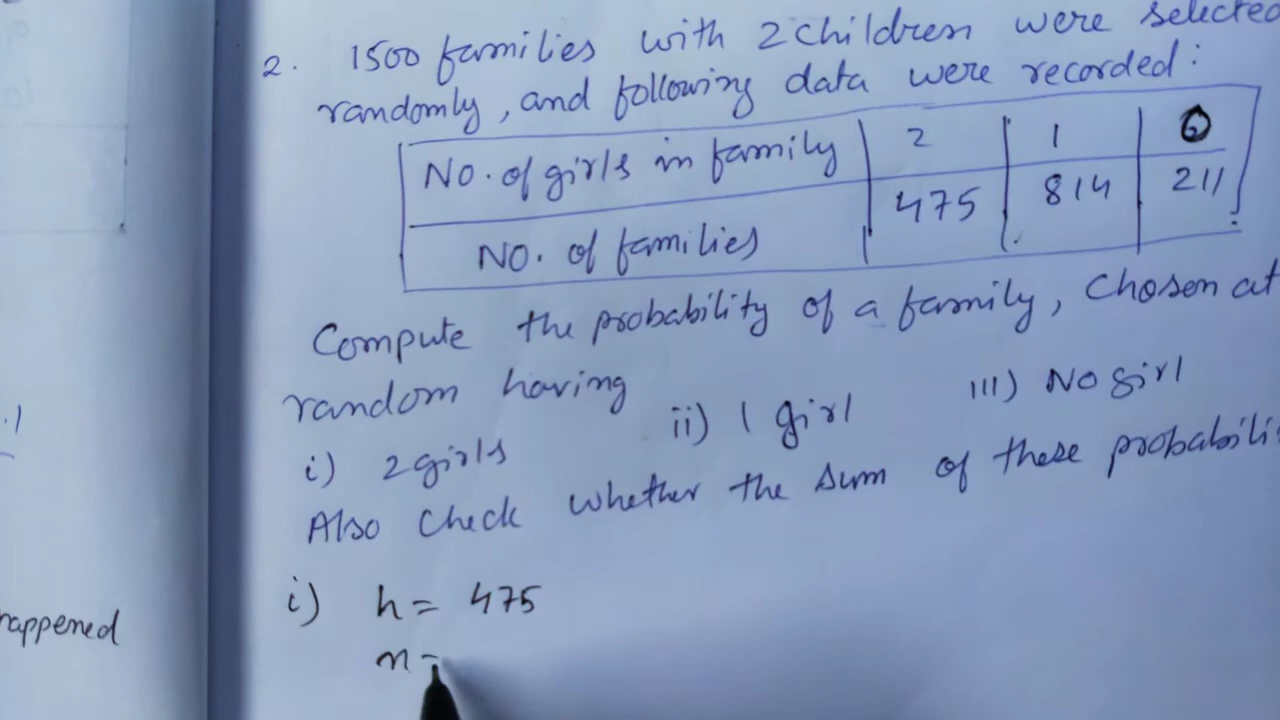 2. 1500 families with 2 children were selected
randomly, and following data were recorded:
No. of girls in family 2 1 0
No. of families 475 814 211
Compute the probability of a family, chosen at
random having
i) 2 girls ii) 1 girl III) No girl
Also check whether the sum of these probabili
i) h = 475
n =
.1
rappened